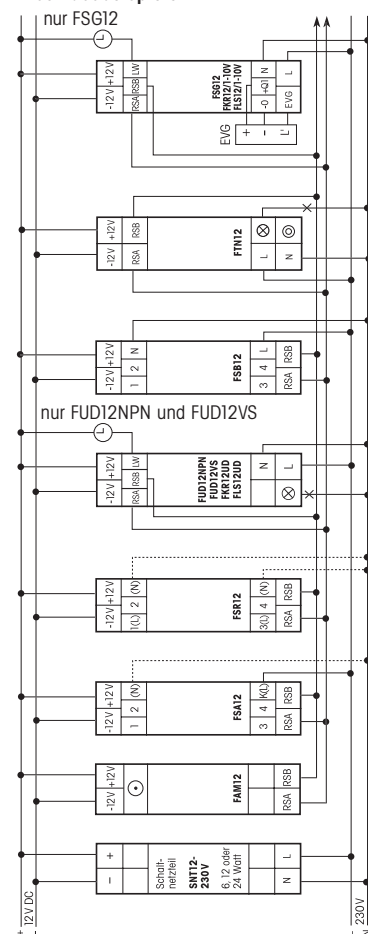 nur FSG12
L
-12V +12V
RSA RSB LW
FSG12
FKR12/1-10V
FLS12/1-10V
-0 +Q1 N
EVG L
EVG
+ − L'
-12V +12V
RSA RSB
FTN12
L
N
-12V +12V
1 2 N
FSB12
3 4 L
RSA RSB
nur FUD12NPN und FUD12VS
L
-12V +12V
RSA RSB LW
FUD12NPN
FUD12VS
FKR12UD
FLS12UD
N
L
-12V +12V
1(L) 2 (N)
FSR12
3(L) 4 (N)
RSA RSB
-12V +12V
1 2 (N)
FSA12
3 4 K(L)
RSA RSB
-12V +12V
FAM12
RSA RSB
− +
Schalt-
netzteil
SNT12-
230V
6, 12 oder
24 Watt
N L
12V DC
230V